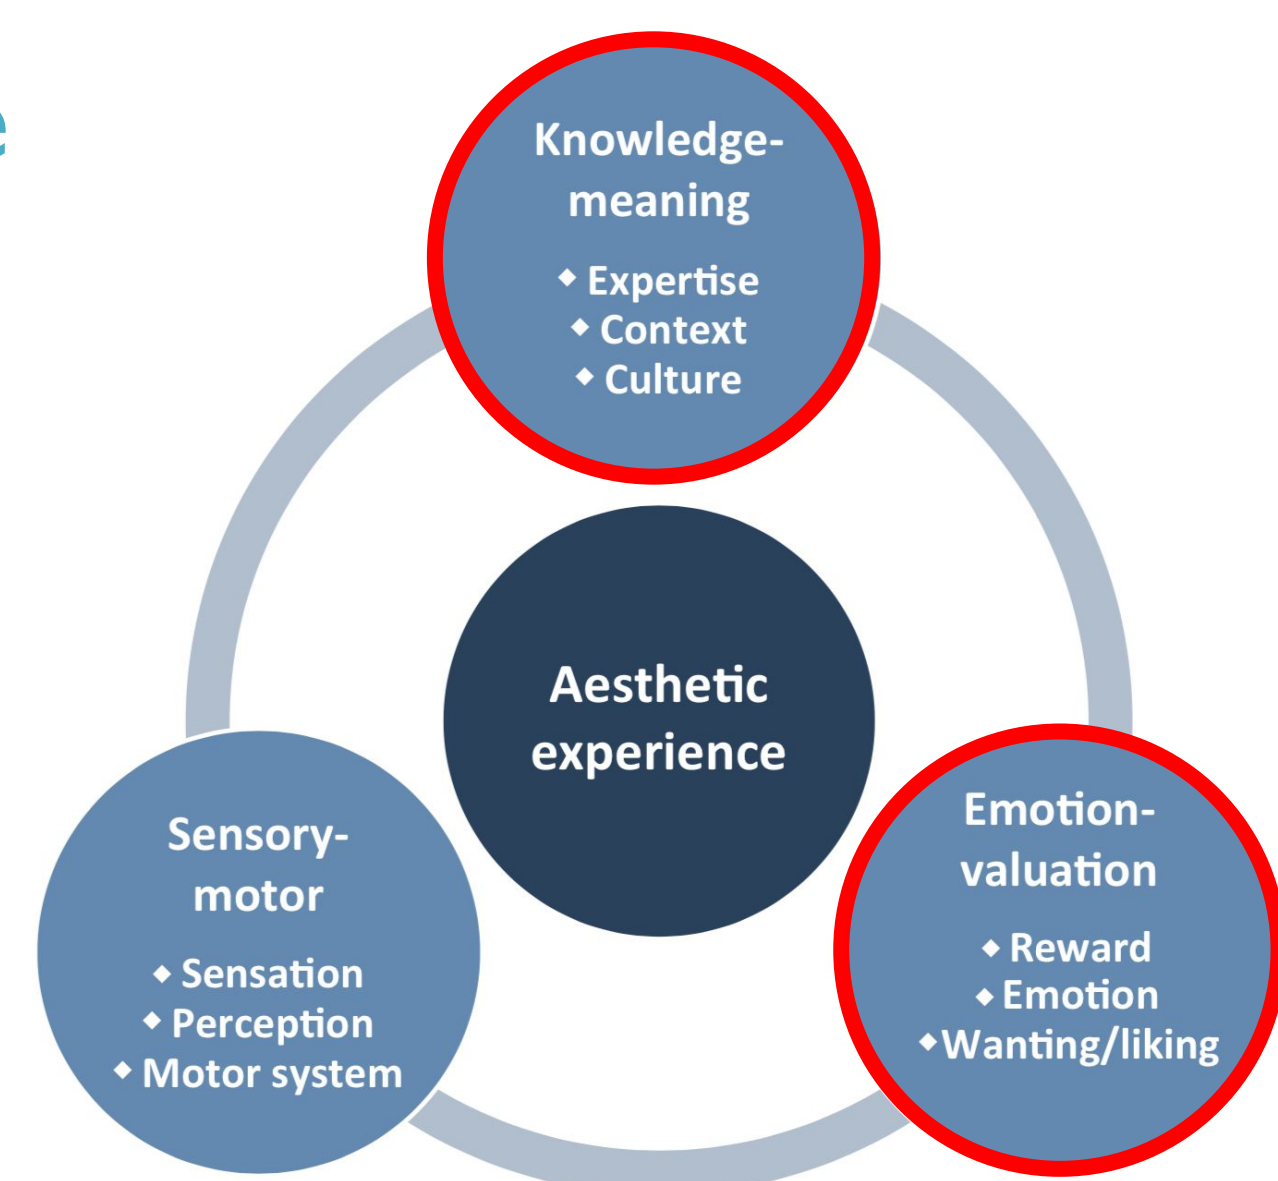 e
Knowledge-
meaning
◆ Expertise
◆ Context
◆ Culture
Aesthetic
experience
Sensory-
motor
◆ Sensation
◆ Perception
◆ Motor system
Emotion-
valuation
◆ Reward
◆ Emotion
◆Wanting/liking